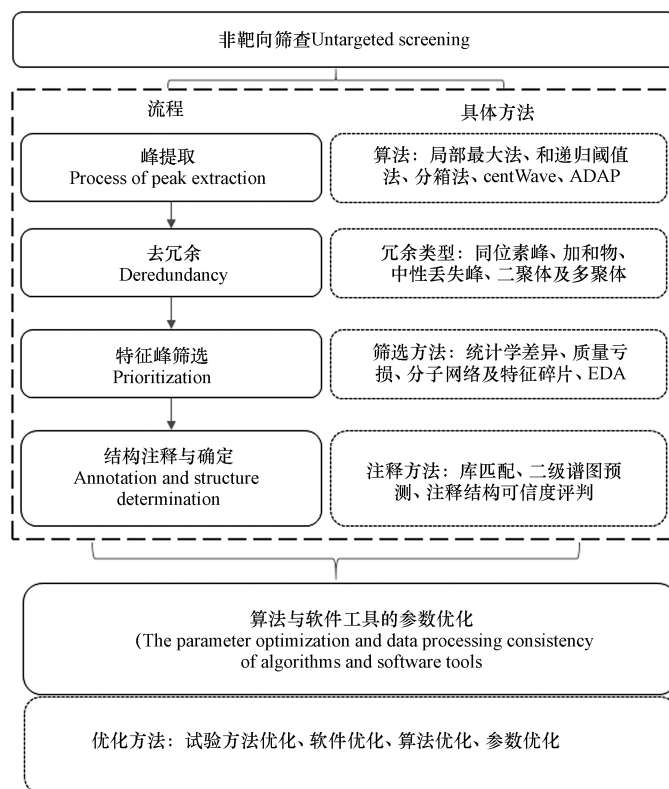 非靶向筛查Untargeted screening
流程
具体方法
峰提取
Process of peak extraction
算法：局部最大法、和递归阈值
法、分箱法、centWave、ADAP
去冗余
Deredundancy
冗余类型：同位素峰、加和物、
中性丢失峰、二聚体及多聚体
特征峰筛选
Prioritization
筛选方法：统计学差异、质量亏
损、分子网络及特征碎片、EDA
结构注释与确定
Annotation and structure
determination
注释方法：库匹配、二级谱图预
测、注释结构可信度评判
算法与软件工具的参数优化
(The parameter optimization and data processing consistency
of algorithms and software tools
优化方法：试验方法优化、软件优化、算法优化、参数优化